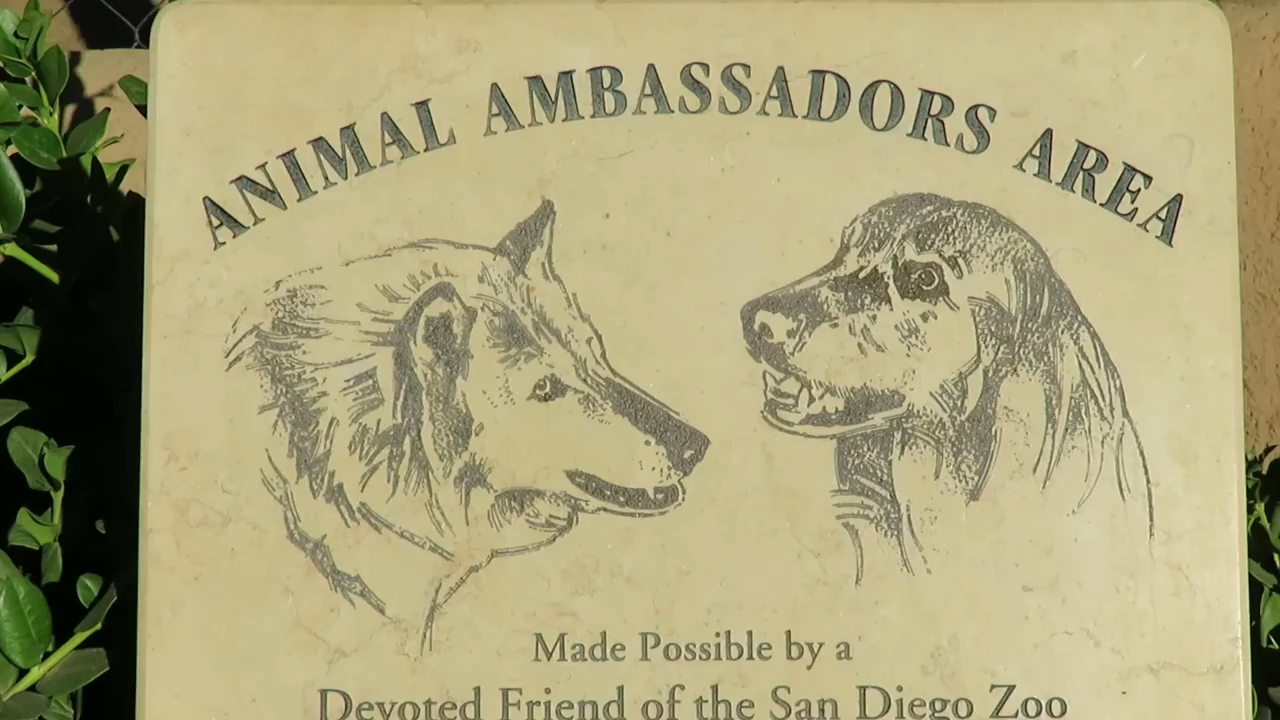 ANIMAL AMBASSADORS AREA
Made Possible by a
Devoted Friend of the San Diego Zoo